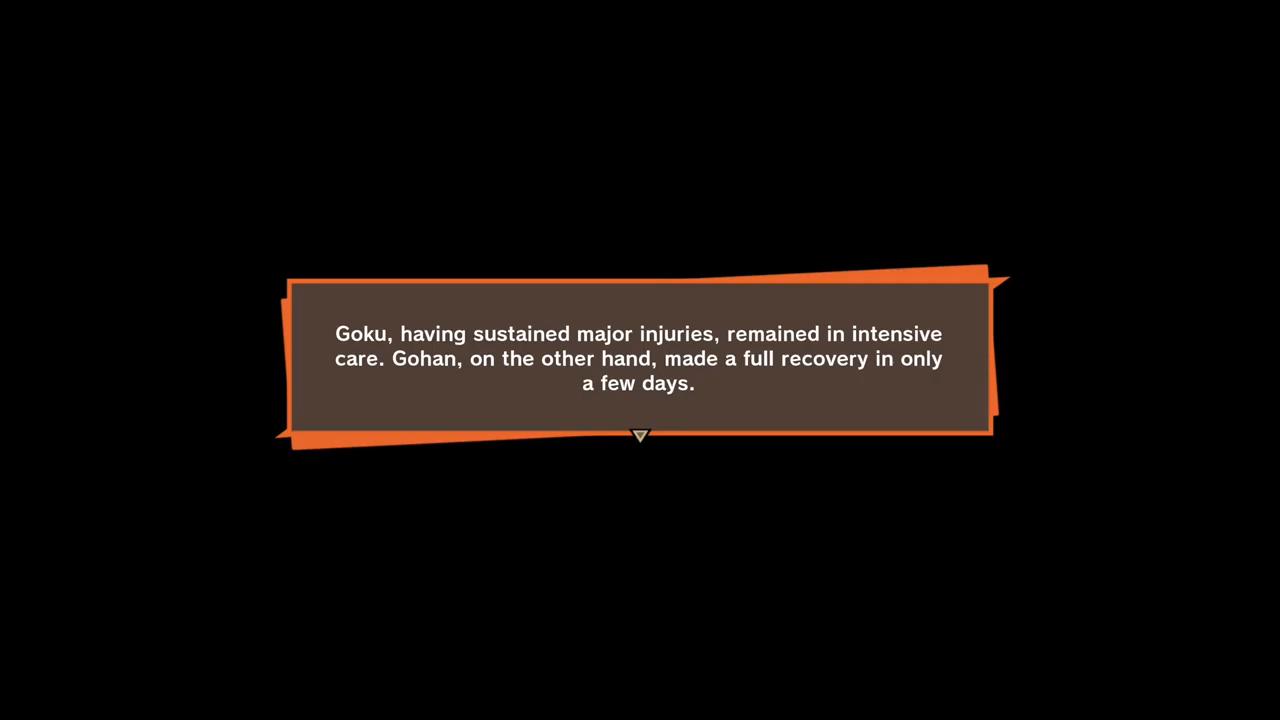 Goku, having sustained major injuries, remained in intensive
care. Gohan, on the other hand, made a full recovery in only
a few days.